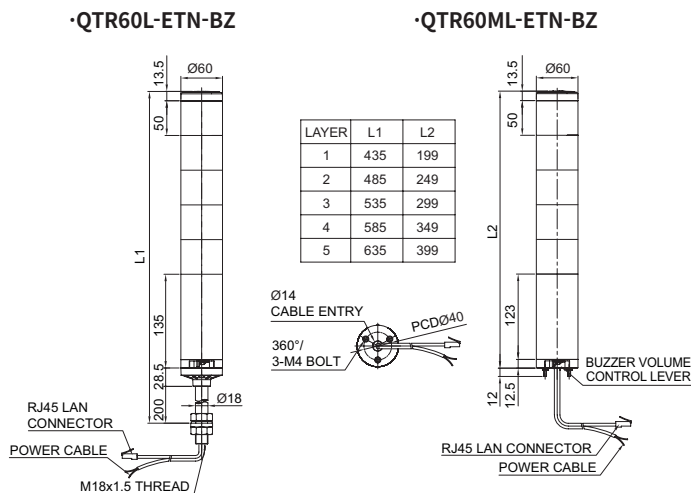 ·QTR60L-ETN-BZ
·QTR60ML-ETN-BZ
13.5
Ø60
50
L1
135
28.5
200
Ø18
RJ45 LAN
CONNECTOR
POWER CABLE
M18x1.5 THREAD
LAYER L1 L2
1 435 199
2 485 249
3 535 299
4 585 349
5 635 399
Ø14
CABLE ENTRY
PCDØ40
360°/
3-M4 BOLT
13.5
Ø60
50
L2
123
12.5
12
BUZZER VOLUME
CONTROL LEVER
RJ45 LAN CONNECTOR
POWER CABLE